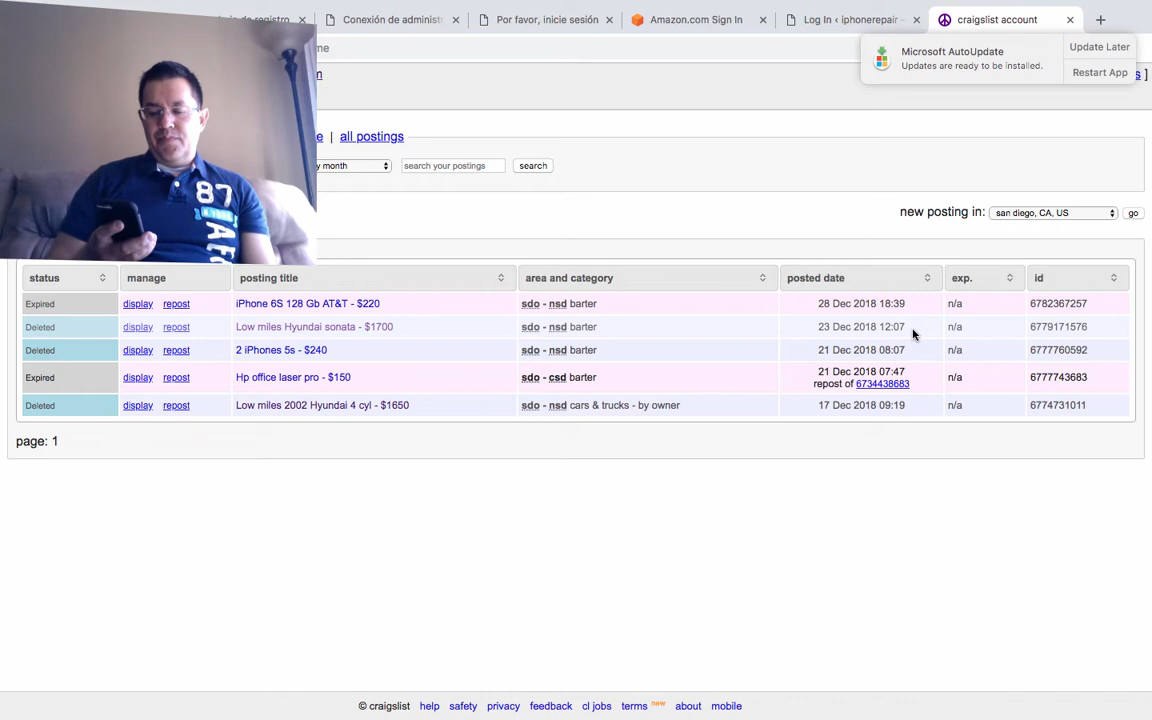 de registro
Conexión de administ
Por favor, inicie sesión
Amazon.com Sign In
Log In ‹ iphonerepair
craigslist account
me
Microsoft AutoUpdate
Updates are ready to be installed.
Update Later
Restart App
s ]
e | all postings
y month
search your postings
search
new posting in: san diego, CA, US go
87
status manage posting title area and category posted date exp. id
Expired display repost iPhone 6S 128 Gb AT&T - $220 sdo - nsd barter 28 Dec 2018 18:39 n/a 6782367257
Deleted display repost Low miles Hyundai sonata - $1700 sdo - nsd barter 23 Dec 2018 12:07 n/a 6779171576
Deleted display repost 2 iPhones 5s - $240 sdo - nsd barter 21 Dec 2018 08:07 n/a 6777760592
Expired display repost Hp office laser pro - $150 sdo - csd barter 21 Dec 2018 07:47 n/a 6777743683
repost of 6734438683
Deleted display repost Low miles 2002 Hyundai 4 cyl - $1650 sdo - nsd cars & trucks - by owner 17 Dec 2018 09:19 n/a 6774731011
page: 1
© craigslist help safety privacy feedback cl jobs terms new about mobile